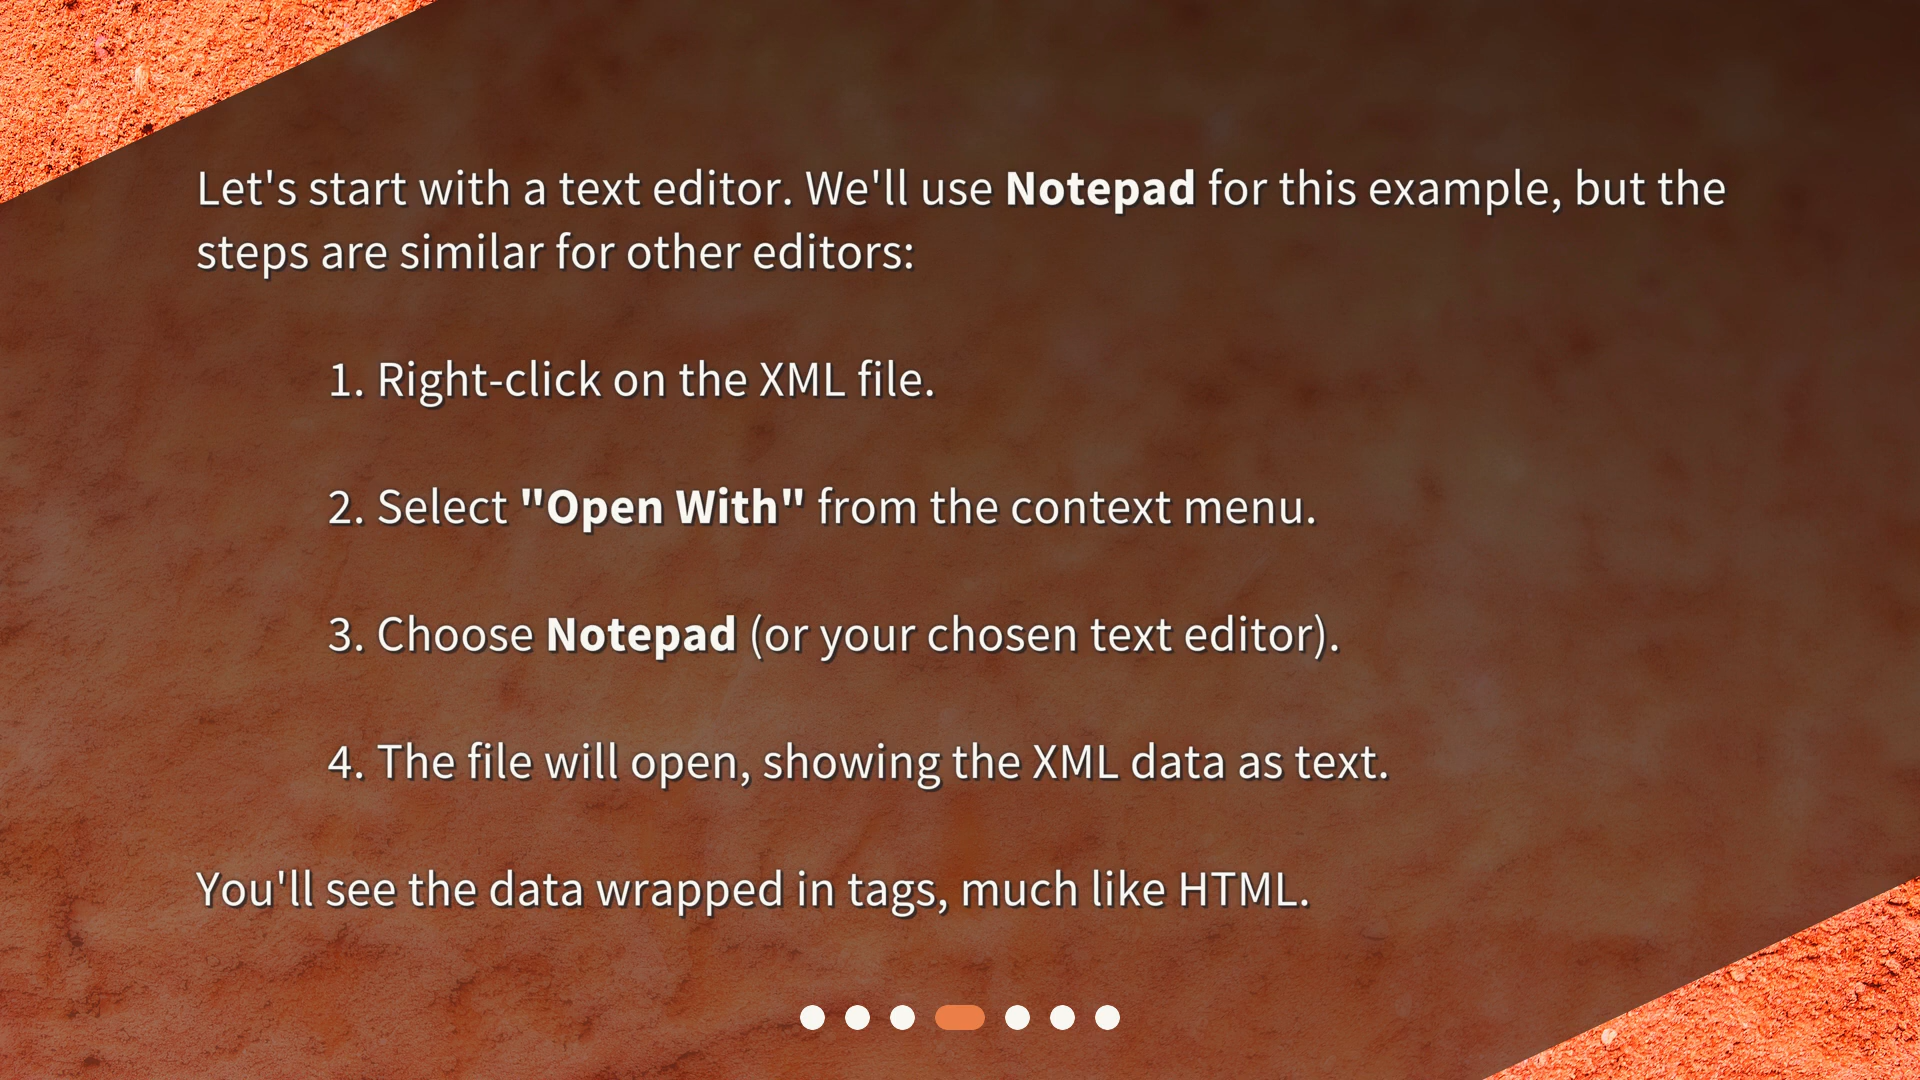 Let's start with a text editor. We'll use Notepad for this example, but the
steps are similar for other editors:
1. Right-click on the XML file.
2. Select "Open With" from the context menu.
3. Choose Notepad (or your chosen text editor).
4. The file will open, showing the XML data as text.
You'll see the data wrapped in tags, much like HTML.